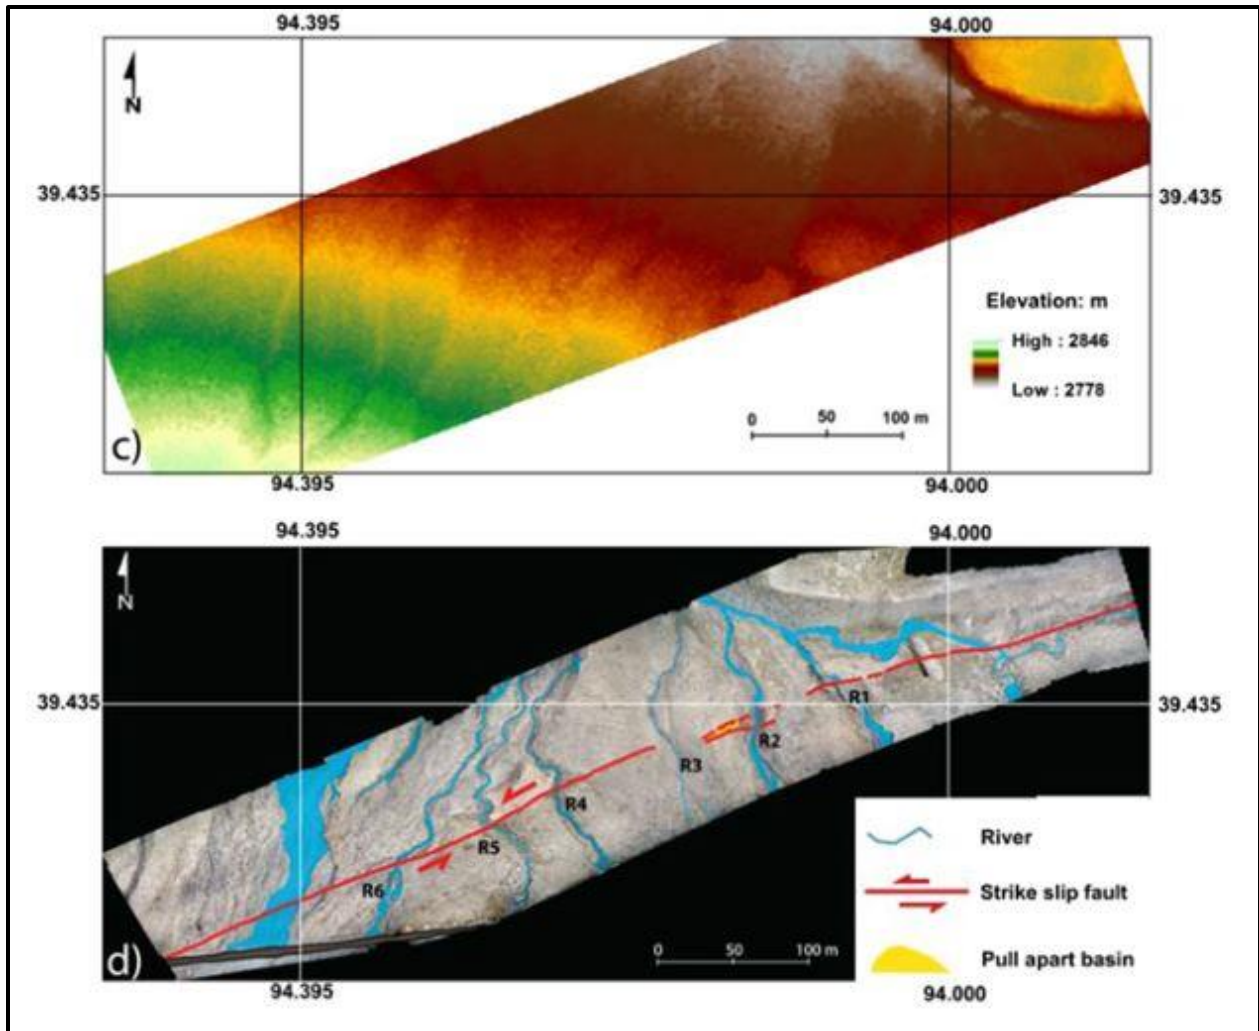 94.395 94.000
N
39.435 39.435
Elevation: m
High : 2846
Low : 2778
0 50 100 m
c)
94.395 94.000
94.395 94.000
N
39.435 39.435
R1
R2
R3
R4
R5
R6
River
Strike slip fault
Pull apart basin
0 50 100 m
d)
94.395 94.000